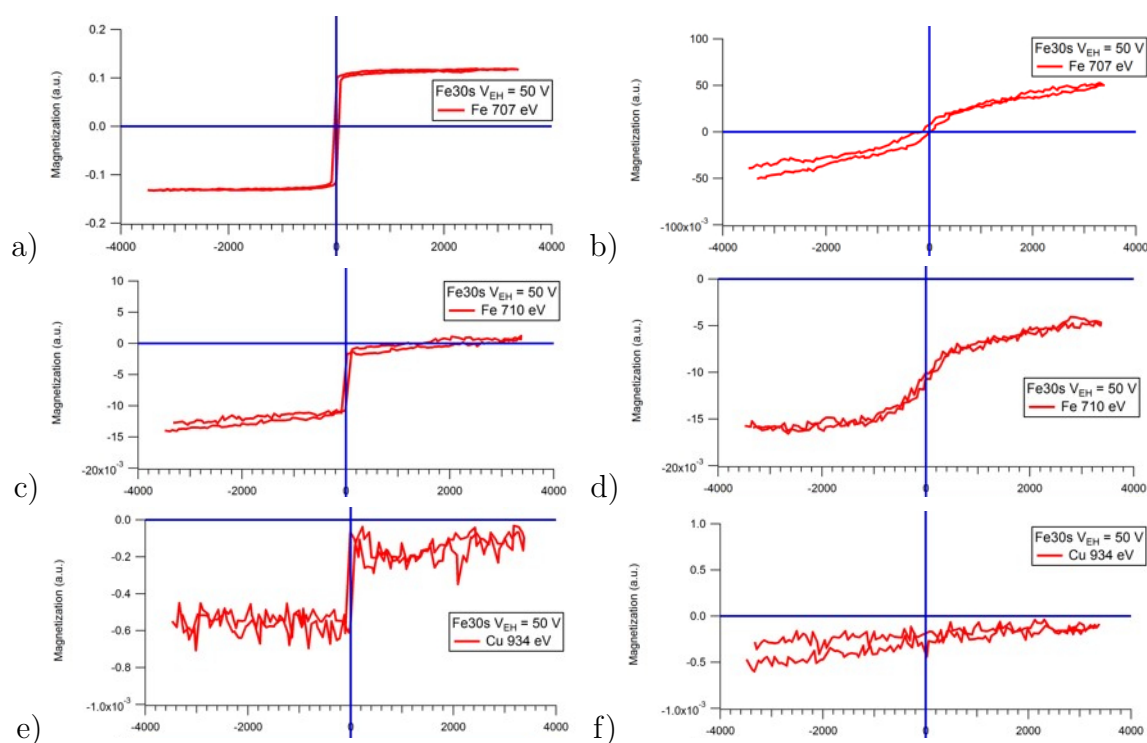 0.2
0.1
0.0
-0.1
-0.2
Magnetization (a.u.)
Fe30s V_EH = 50 V
Fe 707 eV
-4000 -2000 0 2000 4000
a)
100
50
0
-50
-100x10^-3
Magnetization (a.u.)
Fe30s V_EH = 50 V
Fe 707 eV
-4000 -2000 0 2000 4000
b)
10
5
0
-5
-10
-15
-20x10^-3
Magnetization (a.u.)
Fe30s V_EH = 50 V
Fe 710 eV
-4000 -2000 0 2000 4000
c)
0
-5
-10
-15
-20x10^-3
Magnetization (a.u.)
Fe30s V_EH = 50 V
Fe 710 eV
-4000 -2000 0 2000 4000
d)
0.0
-0.2
-0.4
-0.6
-0.8
-1.0x10^-3
Magnetization (a.u.)
Fe30s V_EH = 50 V
Cu 934 eV
-4000 -2000 0 2000 4000
e)
1.0
0.5
0.0
-0.5
-1.0x10^-3
Magnetization (a.u.)
Fe30s V_EH = 50 V
Cu 934 eV
-4000 -2000 0 2000 4000
f)